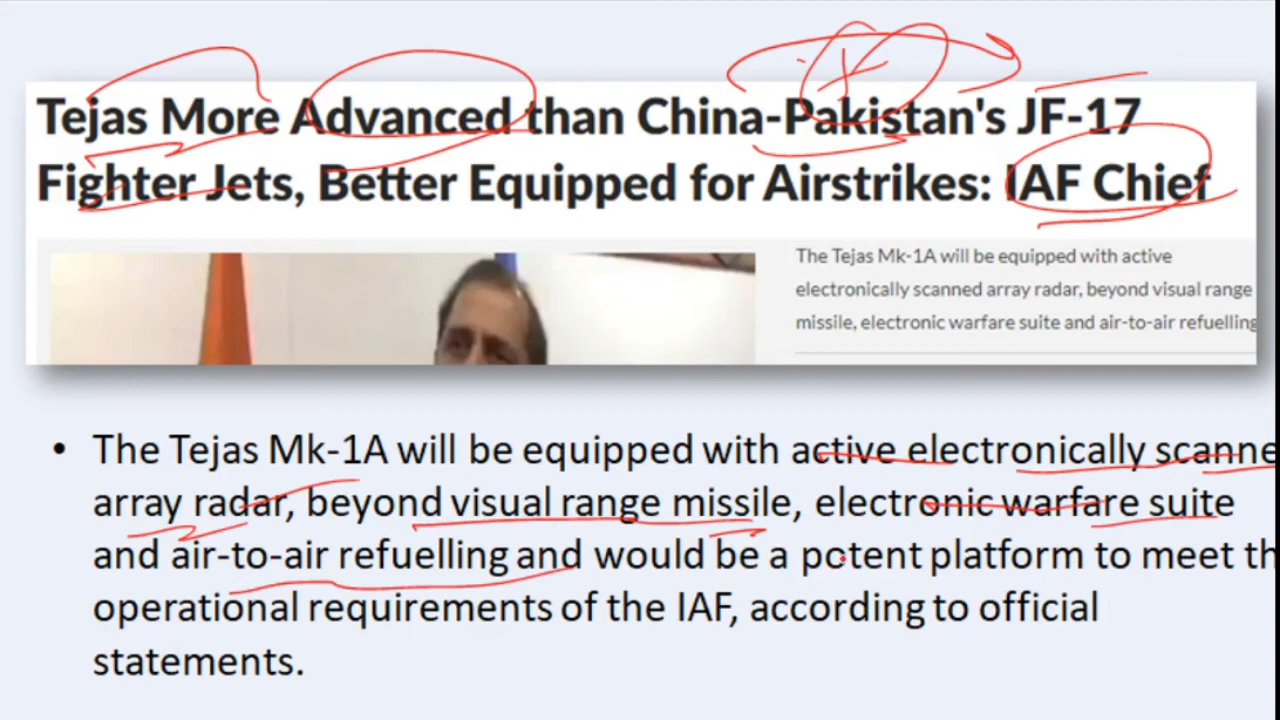 Tejas More Advanced than China-Pakistan's JF-17
Fighter Jets, Better Equipped for Airstrikes: IAF Chief
The Tejas Mk-1A will be equipped with active
electronically scanned array radar, beyond visual range
missile, electronic warfare suite and air-to-air refuelling
• The Tejas Mk-1A will be equipped with active electronically scanne
array radar, beyond visual range missile, electronic warfare suite
and air-to-air refuelling and would be a potent platform to meet th
operational requirements of the IAF, according to official
statements.